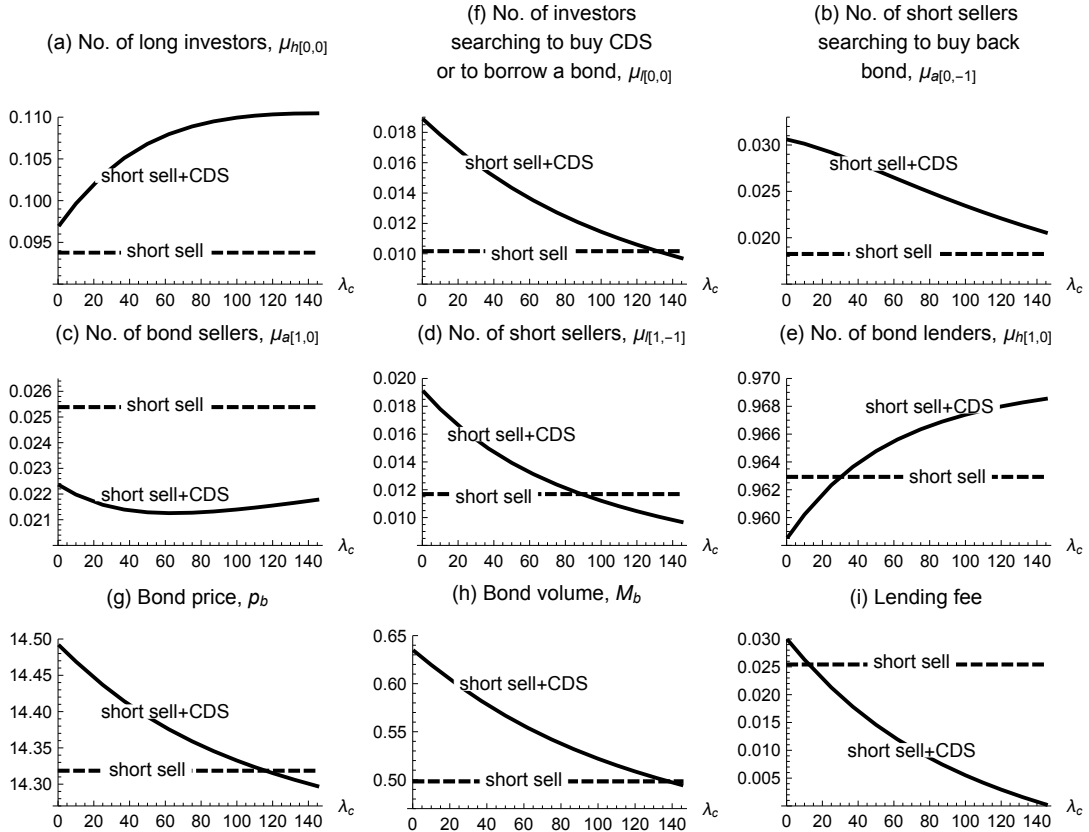 (a) No. of long investors, μh[0,0]
0.110
0.105
0.100
0.095
short sell+CDS
short sell
0 20 40 60 80 100 120 140 λc
(f) No. of investors
searching to buy CDS
or to borrow a bond, μl[0,0]
0.018
0.016
0.014
0.012
0.010
short sell+CDS
short sell
0 20 40 60 80 100 120 140 λc
(b) No. of short sellers
searching to buy back
bond, μa[0,-1]
0.030
0.025
0.020
short sell+CDS
short sell
0 20 40 60 80 100 120 140 λc
(c) No. of bond sellers, μa[1,0]
0.026
0.025
0.024
0.023
0.022
0.021
short sell
short sell+CDS
0 20 40 60 80 100 120 140 λc
(d) No. of short sellers, μl[1,-1]
0.020
0.018
0.016
0.014
0.012
0.010
short sell+CDS
short sell
0 20 40 60 80 100 120 140 λc
(e) No. of bond lenders, μh[1,0]
0.970
0.968
0.966
0.964
0.962
0.960
short sell+CDS
short sell
0 20 40 60 80 100 120 140 λc
(g) Bond price, pb
14.50
14.45
14.40
14.35
14.30
short sell+CDS
short sell
0 20 40 60 80 100 120 140 λc
(h) Bond volume, Mb
0.65
0.60
0.55
0.50
short sell+CDS
short sell
0 20 40 60 80 100 120 140 λc
(i) Lending fee
0.030
0.025
0.020
0.015
0.010
0.005
short sell
short sell+CDS
0 20 40 60 80 100 120 140 λc